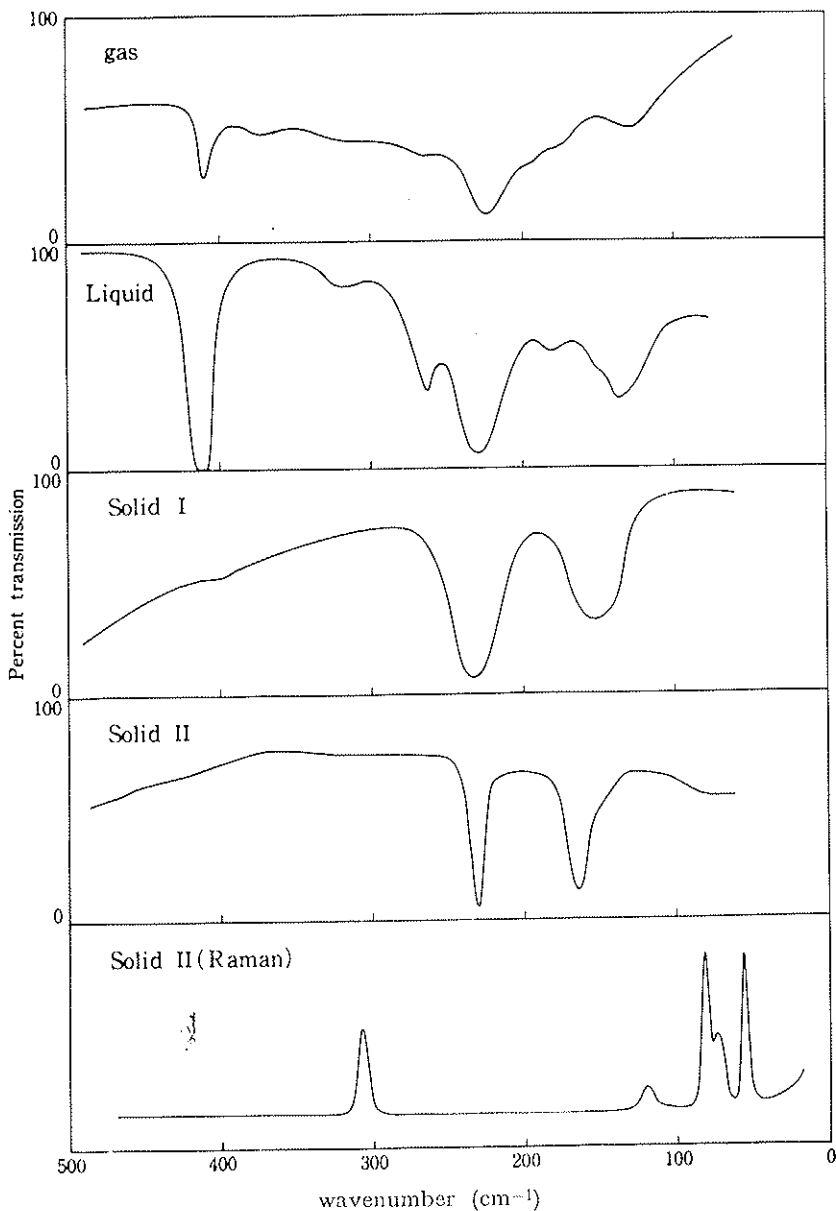 100
gas
0
100
Liquid
0
100
Solid I
0
100
Solid II
0
Solid II (Raman)
500
400
300
200
100
0
Percent transmission
wavenumber (cm⁻¹)